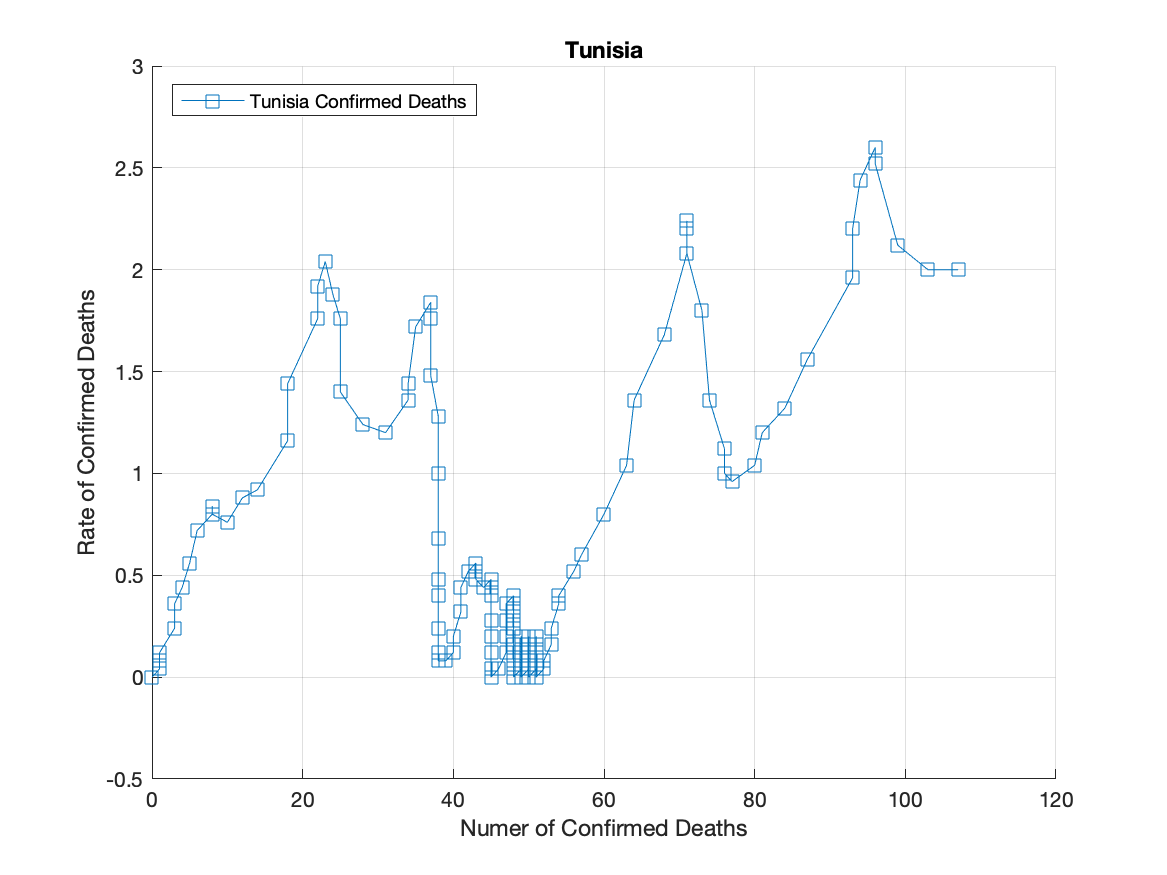 Tunisia
Tunisia Confirmed Deaths
3
2.5
2
1.5
1
0.5
0
-0.5
Rate of Confirmed Deaths
0 20 40 60 80 100 120
Numer of Confirmed Deaths